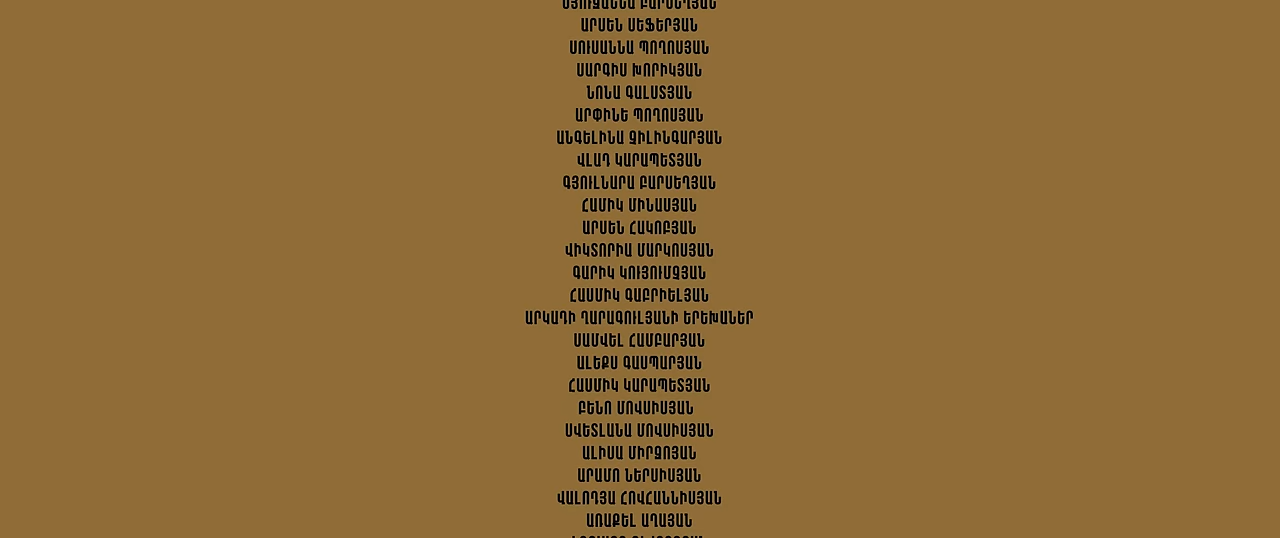 ԱՐՍԵՆ ՍԵՖԵՐՅԱՆ
ՍՈՒՍԱՆՆԱ ՊՈՂՈՍՅԱՆ
ՍԱՐԳԻՍ ԽՈՐԻԿՅԱՆ
ՆՈՆԱ ԳԱԼՍՏՅԱՆ
ԱՐՓԻՆԵ ՊՈՂՈՍՅԱՆ
ԱՆԳԵԼԻՆԱ ՉԻԼԻՆԳԱՐՅԱՆ
ՎԼԱԴ ԿԱՐԱՊԵՏՅԱՆ
ԳՅՈՒԼՆԱՐԱ ԲԱՐՍԵՂՅԱՆ
ՀԱՄԻԿ ՄԻՆԱՍՅԱՆ
ԱՐՍԵՆ ՀԱԿՈԲՅԱՆ
ՎԻԿՏՈՐԻԱ ՄԱՐԿՈՍՅԱՆ
ԳԱՐԻԿ ԿՈՒՅՈՒՄՋՅԱՆ
ՀԱՍՄԻԿ ԳԱԲՐԻԵԼՅԱՆ
ԱՐԿԱԴԻ ՂԱՐԱԳՈՒԼՅԱՆԻ ԵՐԵԽԱՆԵՐ
ՍԱՄՎԵԼ ՀԱՄԲԱՐՅԱՆ
ԱԼԵՔՍ ԳԱՍՊԱՐՅԱՆ
ՀԱՍՄԻԿ ԿԱՐԱՊԵՏՅԱՆ
ԲԵՆՈ ՄՈՎՍԻՍՅԱՆ
ՍՎԵՏԼԱՆԱ ՄՈՎՍԻՍՅԱՆ
ԱԼԻՍԱ ՄԻՐԶՈՅԱՆ
ԱՐԱՄՈ ՆԵՐՍԻՍՅԱՆ
ՎԱԼՈԴՅԱ ՀՈՎՀԱՆՆԻՍՅԱՆ
ԱՌԱՔԵԼ ԱՂԱՅԱՆ